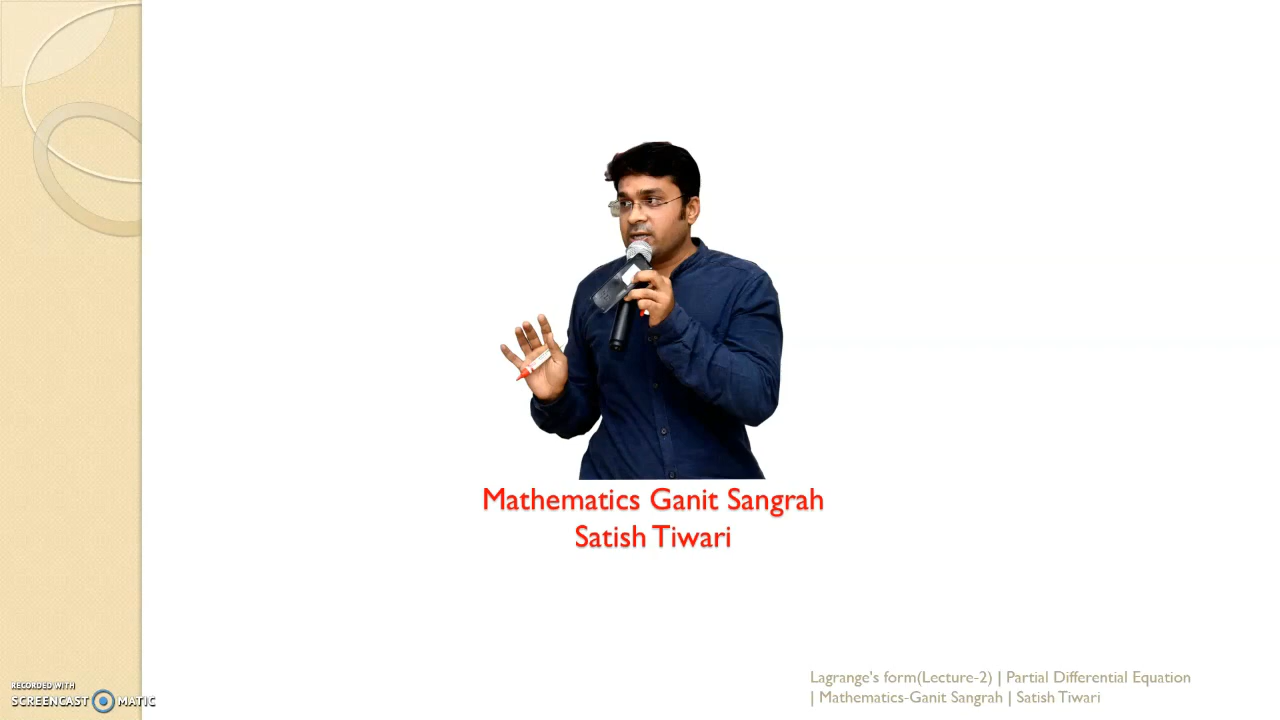 Mathematics Ganit Sangrah
Satish Tiwari
Lagrange's form(Lecture-2) | Partial Differential Equation
| Mathematics-Ganit Sangrah | Satish Tiwari
RECORDED WITH
SCREENCAST MATIC